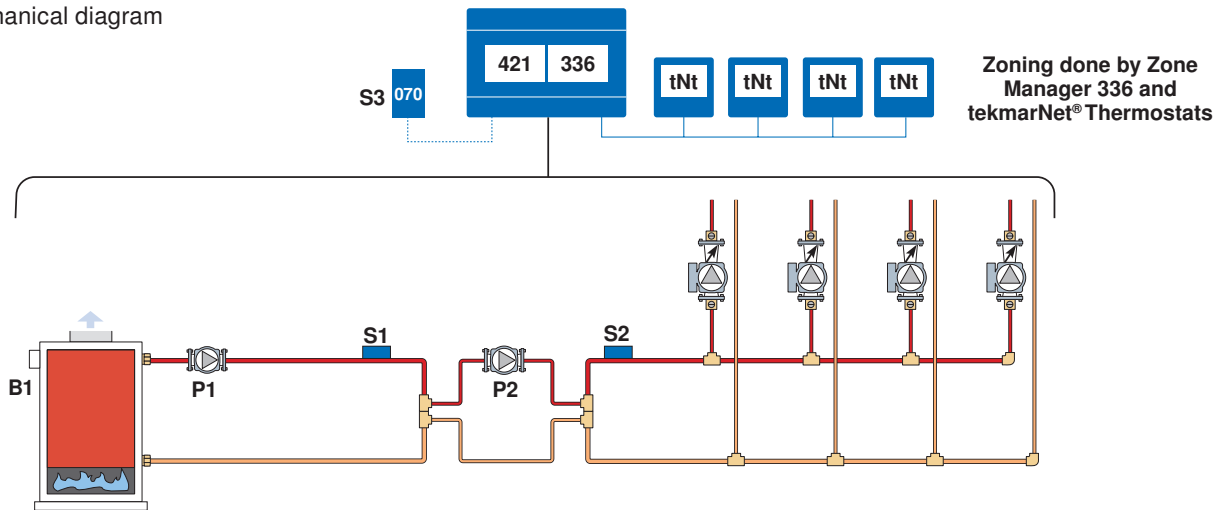 hanical diagram
421 336
S3 070
tNt tNt tNt tNt
Zoning done by Zone
Manager 336 and
tekmarNet® Thermostats
B1
P1
S1
P2
S2